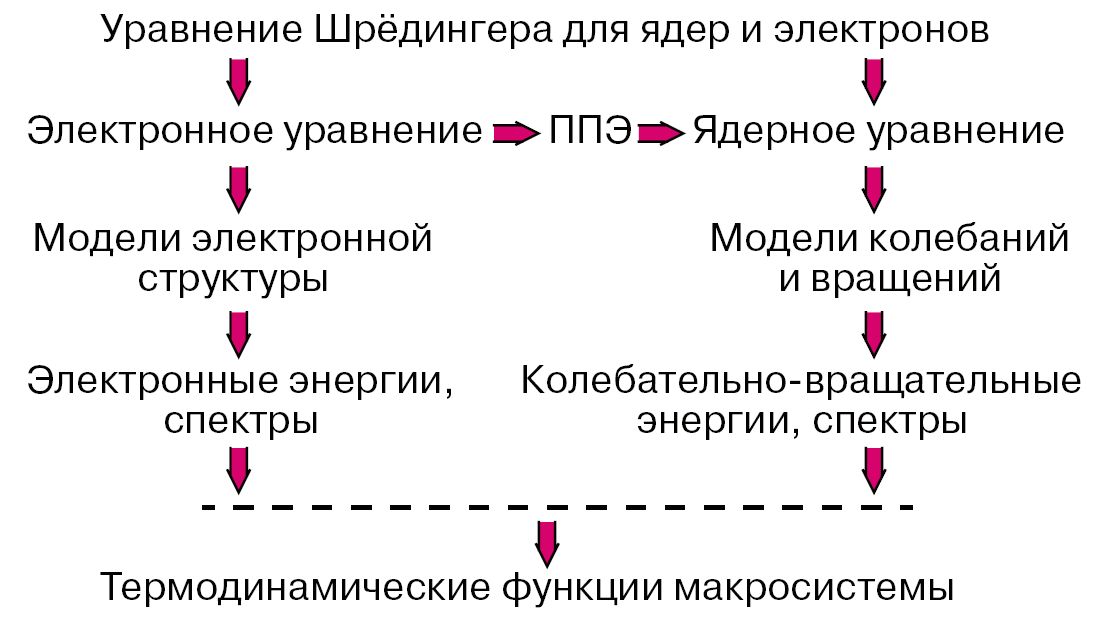 Уравнение Шрёдингера для ядер и электронов
Электронное уравнение ППЭ Ядерное уравнение
Модели электронной
структуры
Модели колебаний
и вращений
Электронные энергии,
спектры
Колебательно-вращательные
энергии, спектры
Термодинамические функции макросистемы